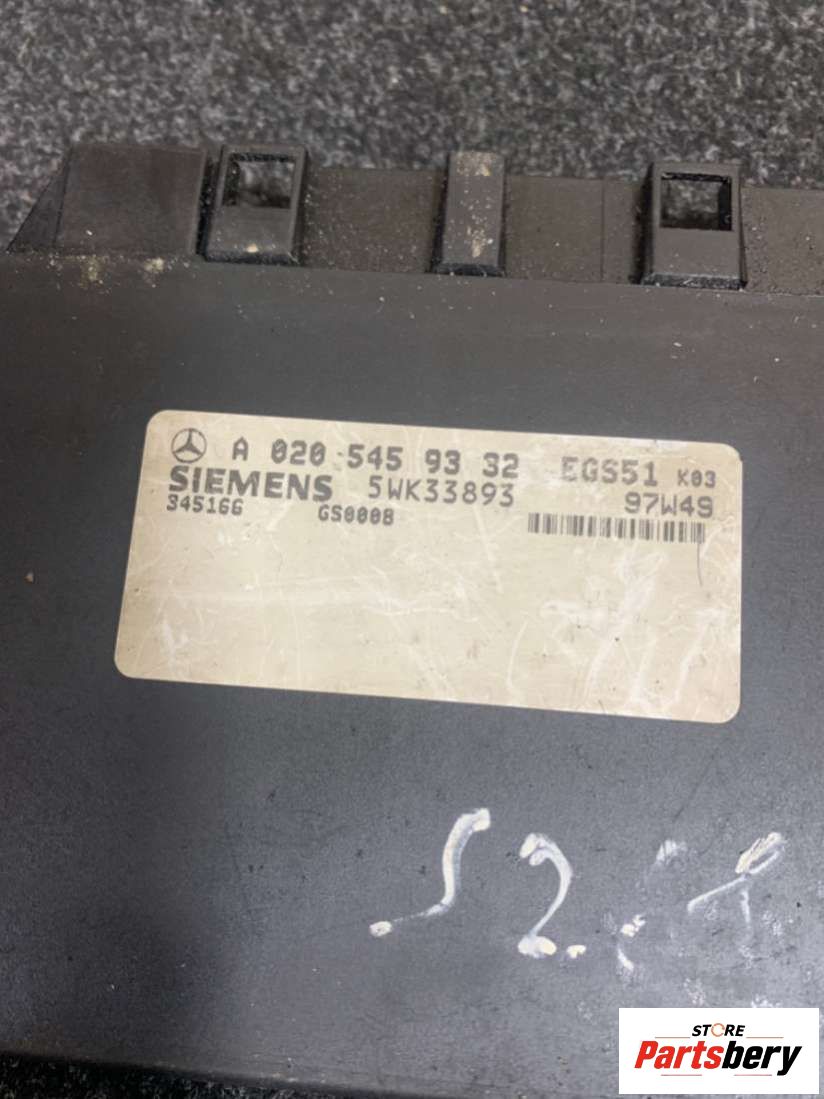 A 020 545 93 32 EGS51 K03
SIEMENS 5WK33893 97W49
345166 GS0008
STORE
Partsbery